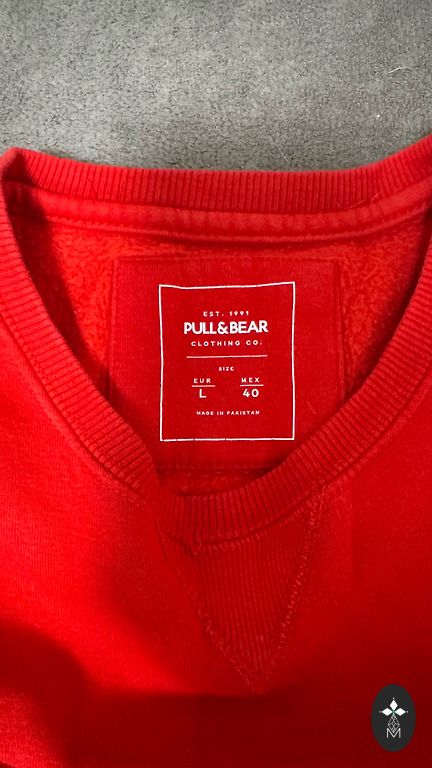 EST. 1991
PULL&BEAR
CLOTHING CO.
SIZE
EUR MEX
L 40
MADE IN PAKISTAN
M